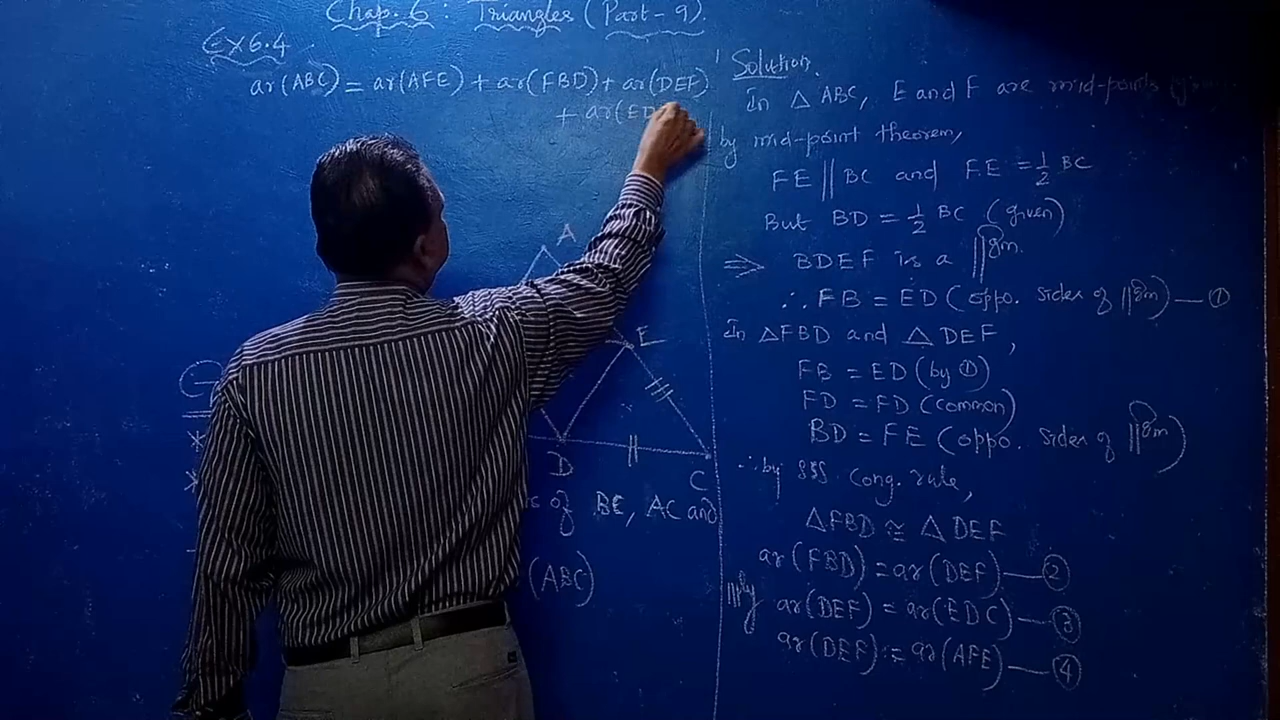 Chap. 6 : Triangles (Part - 9).
Ex 6.4
ar(ABC) = ar(AFE) + ar(FBD) + ar(DEF)
+ ar(ED
A
E
D
C
of BC, AC and
(ABC)
Solution.
In △ ABC, E and F are mid-points
by mid-point theorem,
FE || BC and FE = 1/2 BC
But BD = 1/2 BC (given)
⇒ BDEF is a ||gm.
∴ FB = ED (oppo. sides of ||gm) — ①
In △FBD and △DEF,
FB = ED (by ①)
FD = FD (common)
BD = FE (oppo. sides of ||gm)
∴ by SSS. Cong. rule,
△FBD ≅ △DEF
ar(FBD) = ar(DEF) — ②
|||ly ar(DEF) = ar(EDC) — ③
ar(DEF) = ar(AFE) — ④